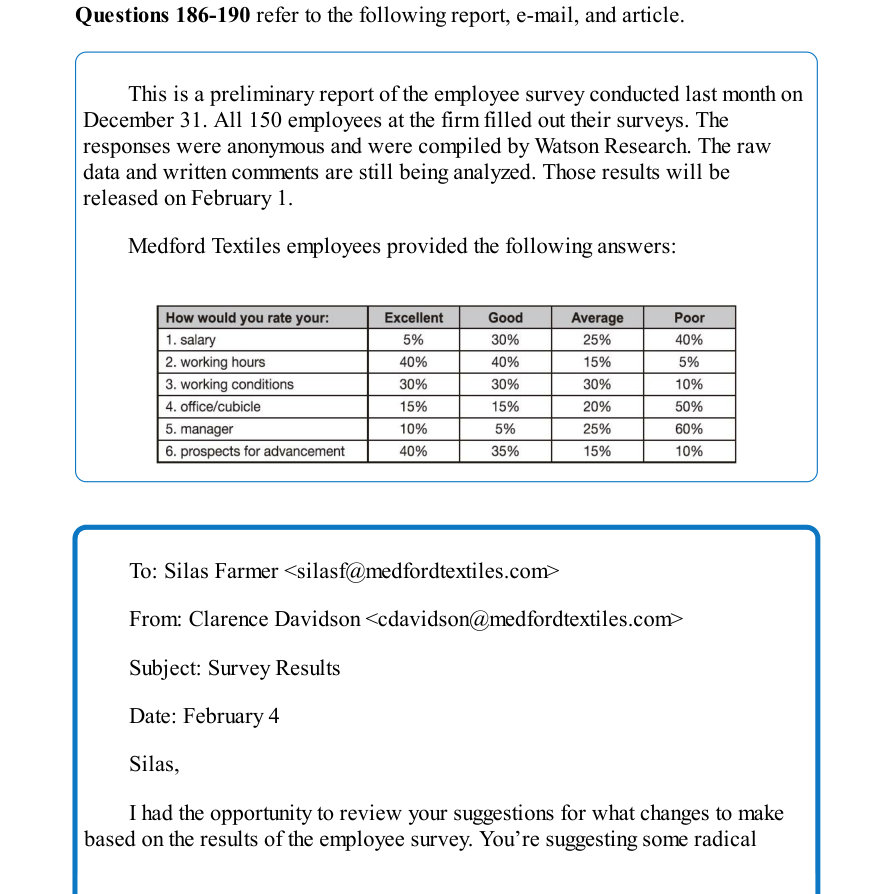 Questions 186-190 refer to the following report, e-mail, and article.
This is a preliminary report of the employee survey conducted last month on
December 31. All 150 employees at the firm filled out their surveys. The
responses were anonymous and were compiled by Watson Research. The raw
data and written comments are still being analyzed. Those results will be
released on February 1.
Medford Textiles employees provided the following answers:
How would you rate your: Excellent Good Average Poor
1. salary 5% 30% 25% 40%
2. working hours 40% 40% 15% 5%
3. working conditions 30% 30% 30% 10%
4. office/cubicle 15% 15% 20% 50%
5. manager 10% 5% 25% 60%
6. prospects for advancement 40% 35% 15% 10%
To: Silas Farmer <silasf@medfordtextiles.com>
From: Clarence Davidson <cdavidson@medfordtextiles.com>
Subject: Survey Results
Date: February 4
Silas,
I had the opportunity to review your suggestions for what changes to make
based on the results of the employee survey. You’re suggesting some radical